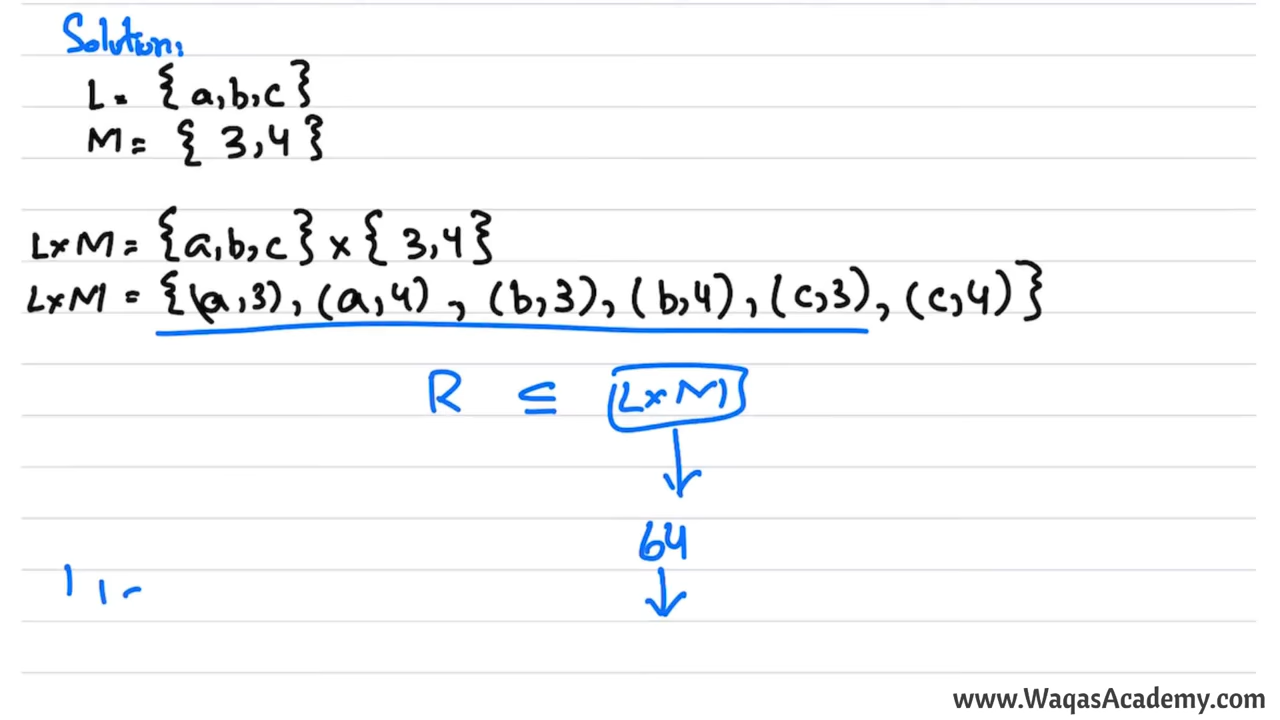 Solution:
L = {a,b,c}
M = { 3,4 }
L×M = {a,b,c} × { 3,4}
L×M = {(a,3), (a,4) , (b,3), (b,4), (c,3), (c,4)}
R ⊆ L×M
64
www.WaqasAcademy.com